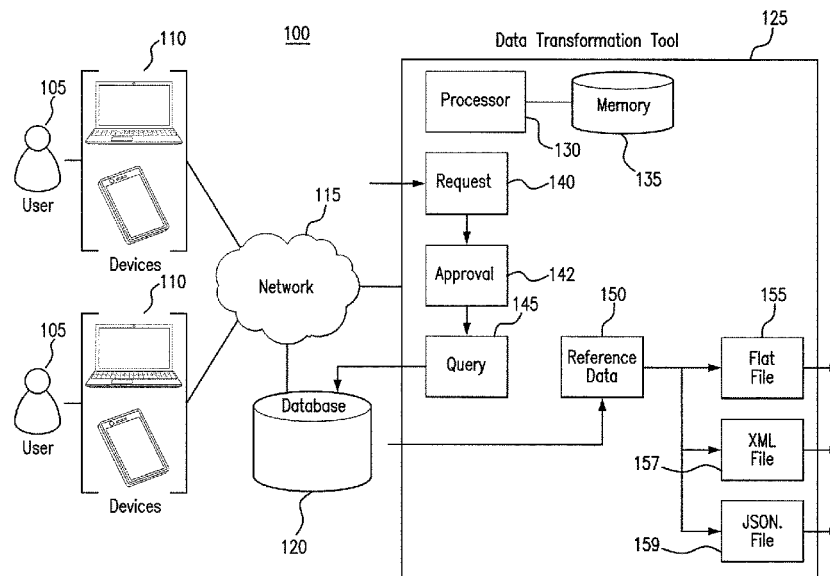 100
Data Transformation Tool
125
110
105
User
Devices
Processor
130
Memory
135
Request
140
115
Network
Approval
142
110
105
User
Devices
145
Query
150
Reference
Data
155
Flat
File
Database
120
XML
File
157
JSON.
File
159